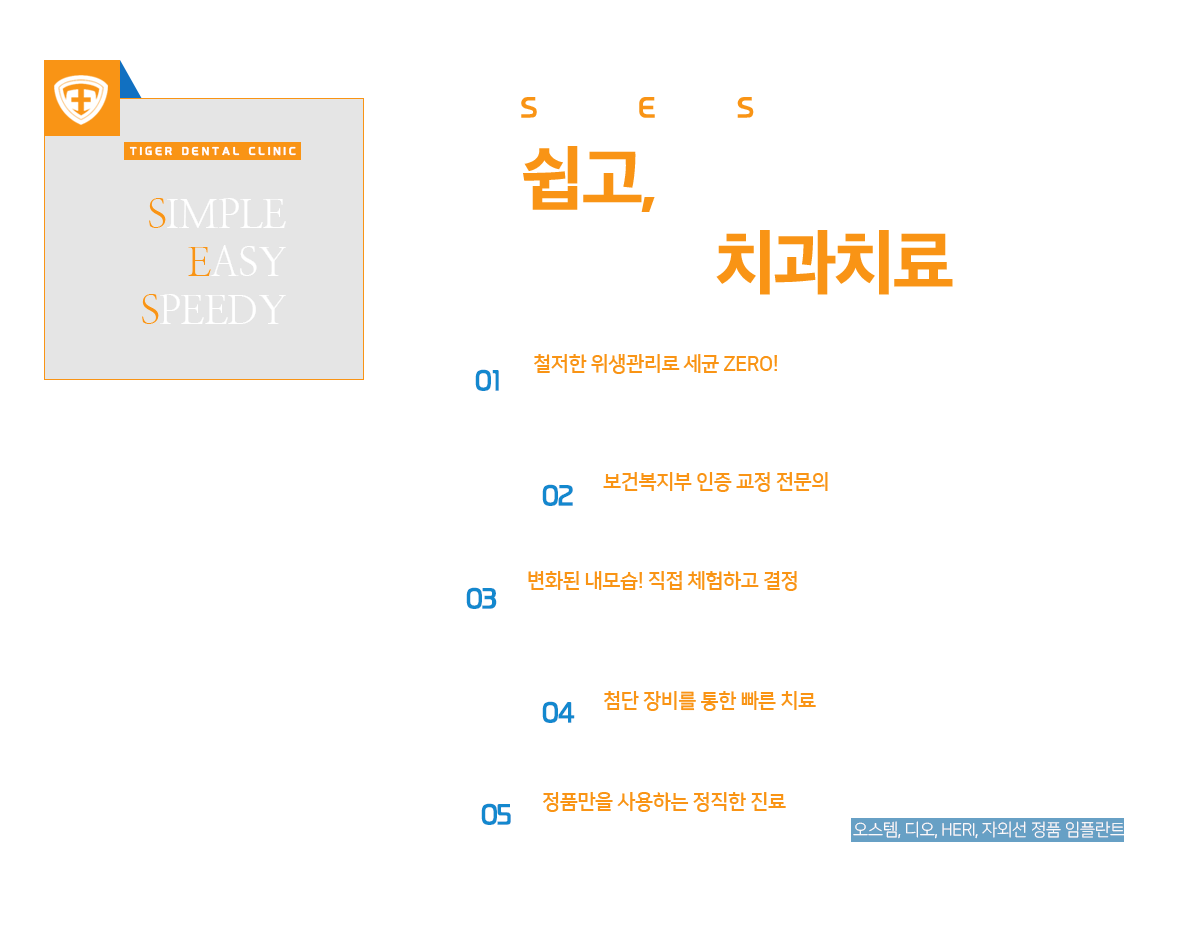 TIGER DENTAL CLINIC
SIMPLE
EASY
SPEEDY
S E S
쉽고,
치과치료
01 철저한 위생관리로 세균 ZERO!
02 보건복지부 인증 교정 전문의
03 변화된 내모습! 직접 체험하고 결정
04 첨단 장비를 통한 빠른 치료
05 정품만을 사용하는 정직한 진료
오스템, 디오, HERI, 자외선 정품 임플란트